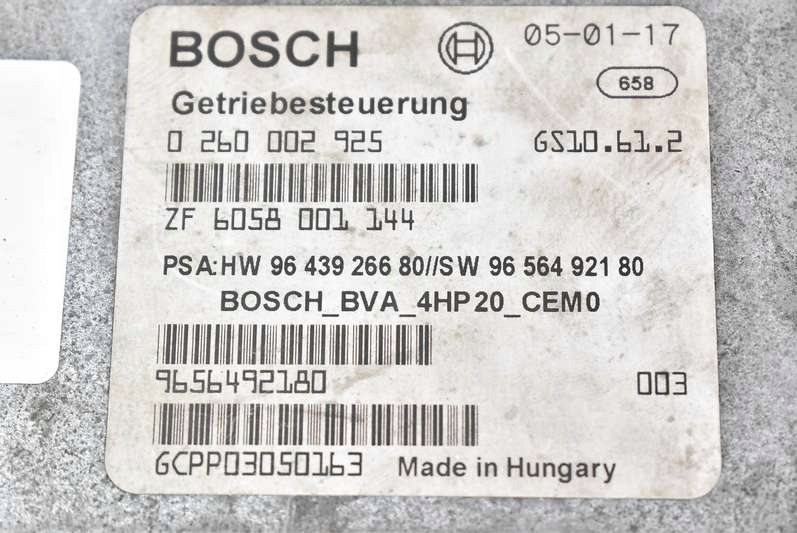 BOSCH 05-01-17
658
Getriebesteuerung
0 260 002 925 GS10.61.2
ZF 6058 001 144
PSA:HW 96 439 266 80//SW 96 564 921 80
BOSCH_BVA_4HP20_CEM0
9656492180 003
GCPP03050163 Made in Hungary